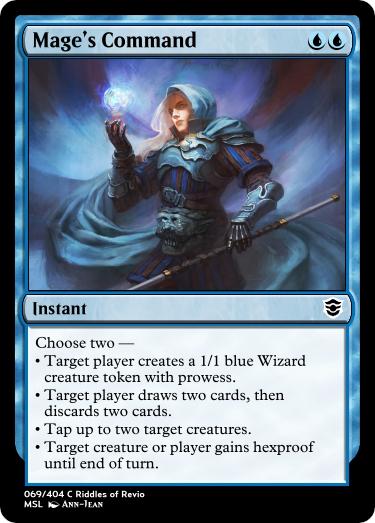 Mage's Command
Instant
Choose two —
• Target player creates a 1/1 blue Wizard
creature token with prowess.
• Target player draws two cards, then
discards two cards.
• Tap up to two target creatures.
• Target creature or player gains hexproof
until end of turn.
069/404 C Riddles of Revio
MSL Ann-Jean